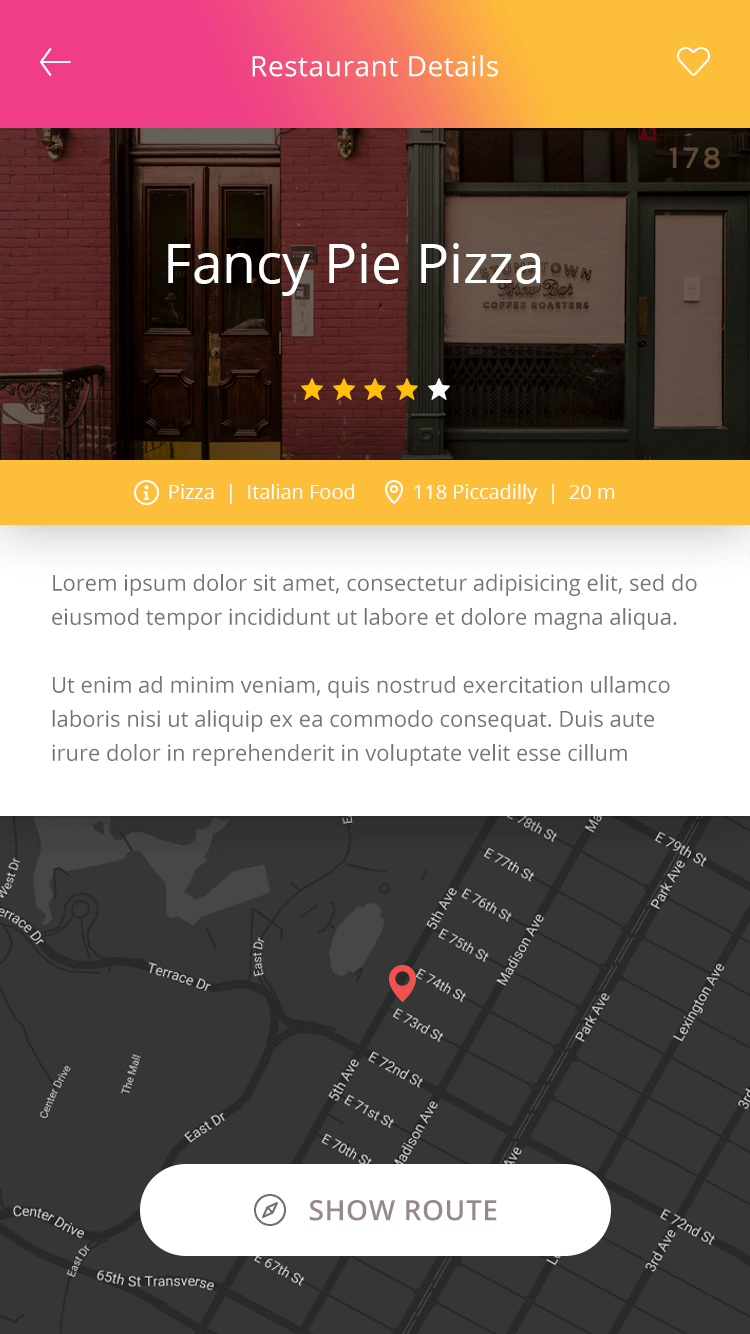 Restaurant Details
178
Fancy Pie Pizza
TOWN
Brew Bar
COFFEE ROASTERS
Pizza | Italian Food 118 Piccadilly | 20 m
Lorem ipsum dolor sit amet, consectetur adipisicing elit, sed do
eiusmod tempor incididunt ut labore et dolore magna aliqua.
Ut enim ad minim veniam, quis nostrud exercitation ullamco
laboris nisi ut aliquip ex ea commodo consequat. Duis aute
irure dolor in reprehenderit in voluptate velit esse cillum
E 78th St
E 79th St
E 77th St
West Dr
Park Ave
5th Ave
E 76th St
Terrace Dr
E 75th St
Madison Ave
East Dr
Terrace Dr
E 74th St
Lexington Ave
Park Ave
E 73rd St
E 72nd St
The Mall
5th Ave
Center Drive
E 71st St
East Dr
Madison Ave
E 70th St
SHOW ROUTE
Center Drive
E 72nd St
East Dr
3rd Ave
65th St Transverse
E 67th St